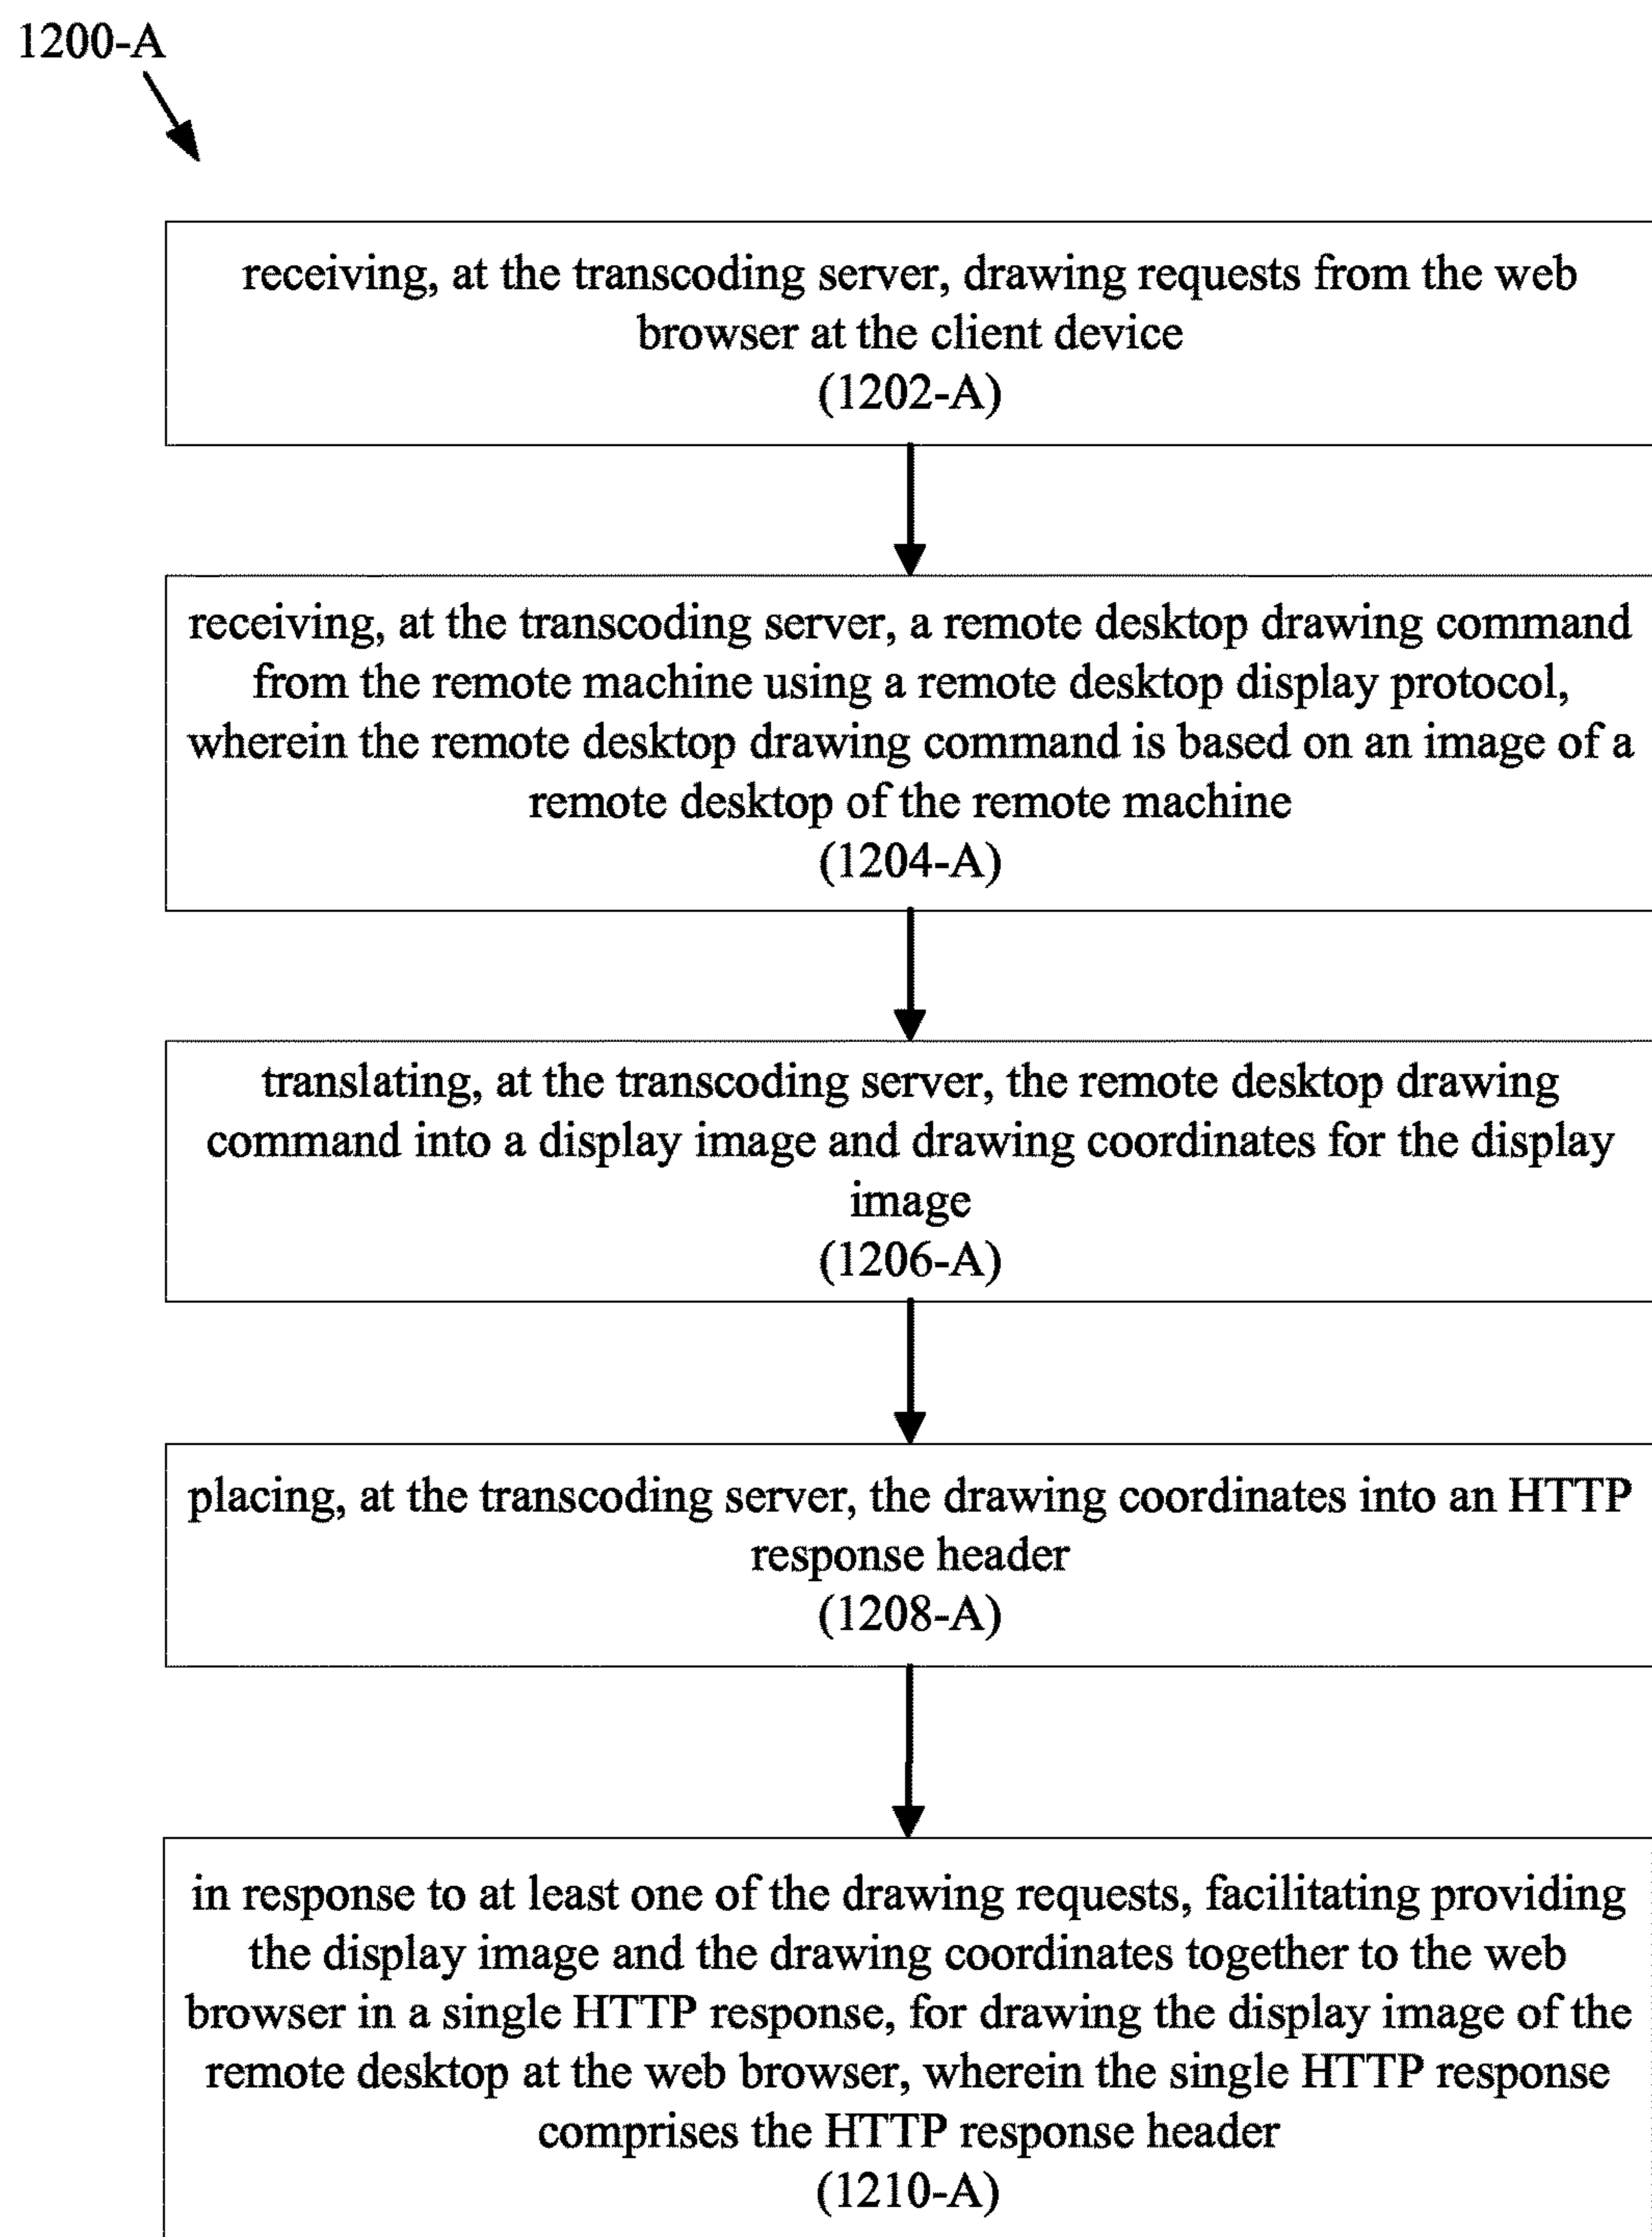 1200-A
receiving, at the transcoding server, drawing requests from the web
browser at the client device
(1202-A)
receiving, at the transcoding server, a remote desktop drawing command
from the remote machine using a remote desktop display protocol,
wherein the remote desktop drawing command is based on an image of a
remote desktop of the remote machine
(1204-A)
translating, at the transcoding server, the remote desktop drawing
command into a display image and drawing coordinates for the display
image
(1206-A)
placing, at the transcoding server, the drawing coordinates into an HTTP
response header
(1208-A)
in response to at least one of the drawing requests, facilitating providing
the display image and the drawing coordinates together to the web
browser in a single HTTP response, for drawing the display image of the
remote desktop at the web browser, wherein the single HTTP response
comprises the HTTP response header
(1210-A)